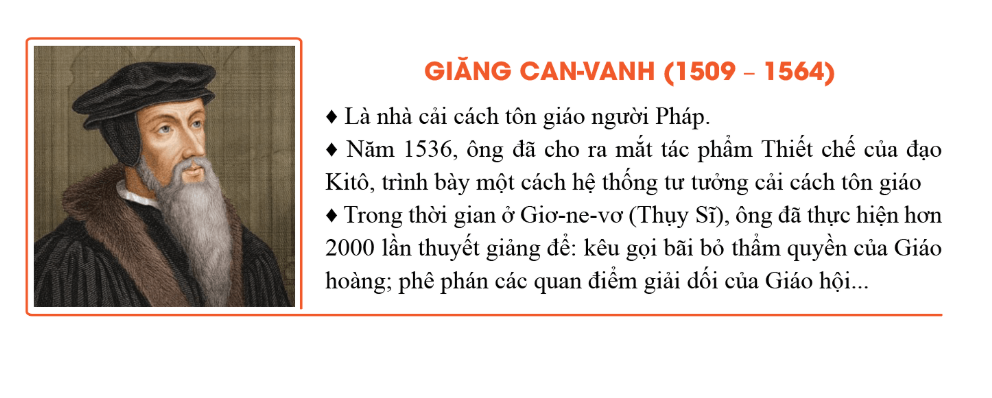 GIĂNG CAN-VANH (1509 – 1564)
♦ Là nhà cải cách tôn giáo người Pháp.
♦ Năm 1536, ông đã cho ra mắt tác phẩm Thiết chế của đạo
Kitô, trình bày một cách hệ thống tư tưởng cải cách tôn giáo
♦ Trong thời gian ở Giơ-ne-vơ (Thụy Sĩ), ông đã thực hiện hơn
2000 lần thuyết giảng để: kêu gọi bãi bỏ thẩm quyền của Giáo
hoàng; phê phán các quan điểm giải dối của Giáo hội...